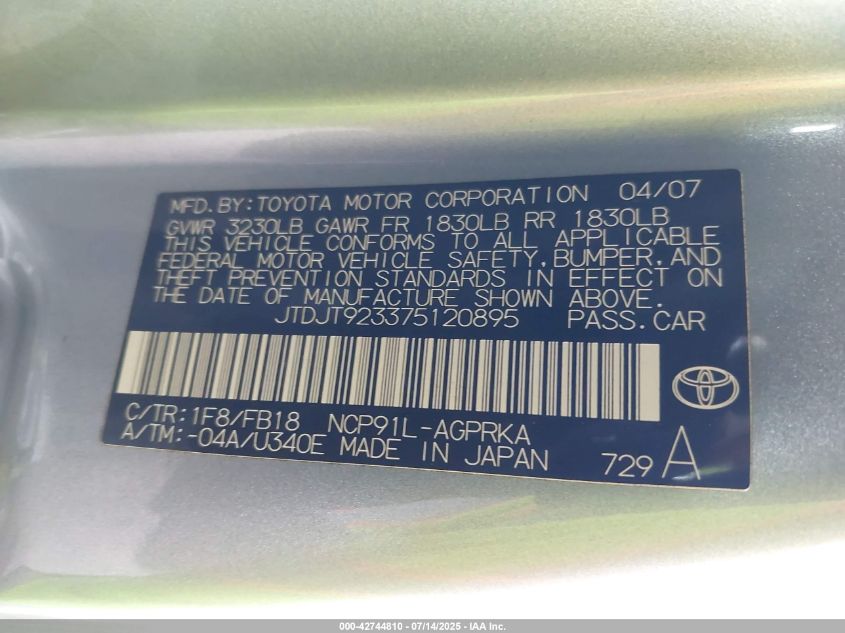 MFD. BY: TOYOTA MOTOR CORPORATION 04/07
GVWR 3230LB GAWR FR 1830LB RR 1830LB
THIS VEHICLE CONFORMS TO ALL APPLICABLE
FEDERAL MOTOR VEHICLE SAFETY, BUMPER, AND
THEFT PREVENTION STANDARDS IN EFFECT ON
THE DATE OF MANUFACTURE SHOWN ABOVE.
JTDJT923375120895 PASS. CAR
C/TR: 1F8/FB18 NCP91L-AGPRKA
A/TM: -04A/U340E MADE IN JAPAN 729 A
000-42744810 - 07/14/2025 - IAA Inc.